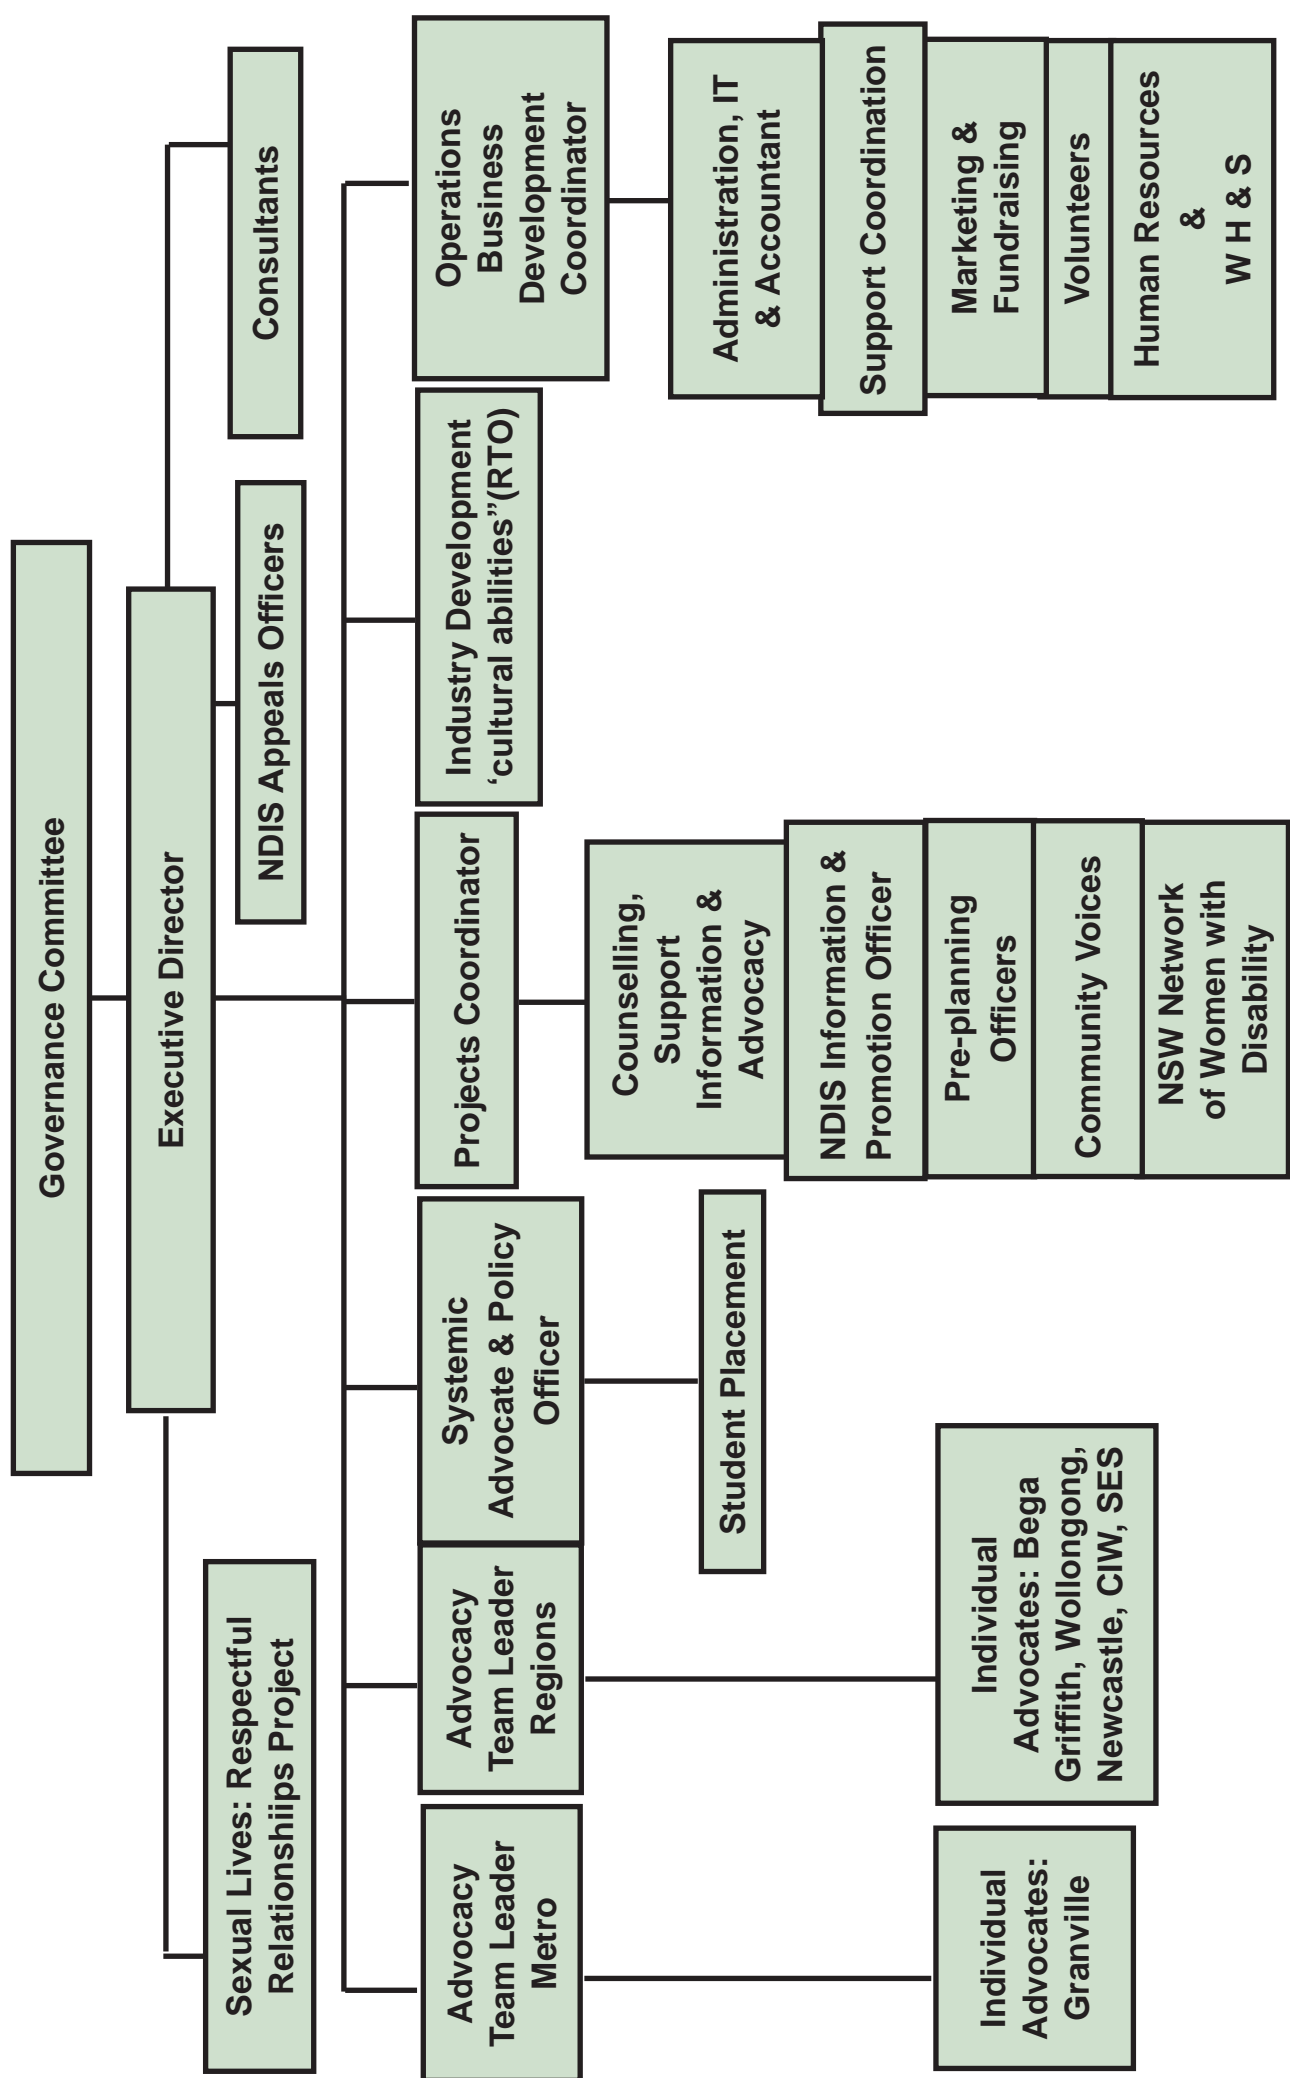 Governance Committee
Executive Director
Sexual Lives: Respectful
Relationshiips Project
NDIS Appeals Officers
Consultants
Advocacy
Team Leader
Metro
Advocacy
Team Leader
Regions
Systemic
Advocate & Policy
Officer
Projects Coordinator
Industry Development
‘cultural abilities”(RTO)
Operations
Business
Development
Coordinator
Individual
Advocates:
Granville
Individual
Advocates: Bega
Griffith, Wollongong,
Newcastle, CIW, SES
Student Placement
Counselling,
Support
Information &
Advocacy
NDIS Information &
Promotion Officer
Pre-planning
Officers
Community Voices
NSW Network
of Women with
Disability
Administration, IT
& Accountant
Support Coordination
Marketing &
Fundraising
Volunteers
Human Resources
&
W H & S